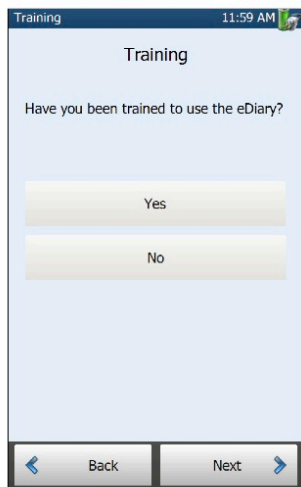 Training 11:59 AM
Training
Have you been trained to use the eDiary?
Yes
No
Back Next